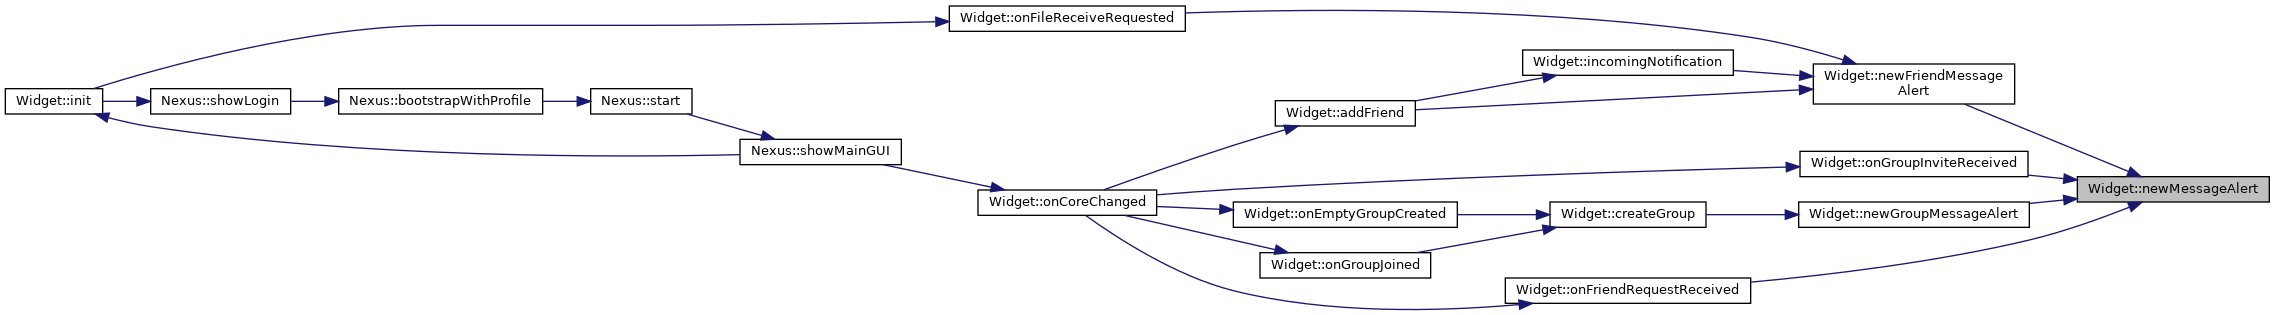 Widget::onFileReceiveRequested
Widget::incomingNotification
Widget::newFriendMessage
Alert
Widget::init
Nexus::showLogin
Nexus::bootstrapWithProfile
Nexus::start
Widget::addFriend
Nexus::showMainGUI
Widget::onGroupInviteReceived
Widget::newMessageAlert
Widget::onCoreChanged
Widget::onEmptyGroupCreated
Widget::createGroup
Widget::newGroupMessageAlert
Widget::onGroupJoined
Widget::onFriendRequestReceived